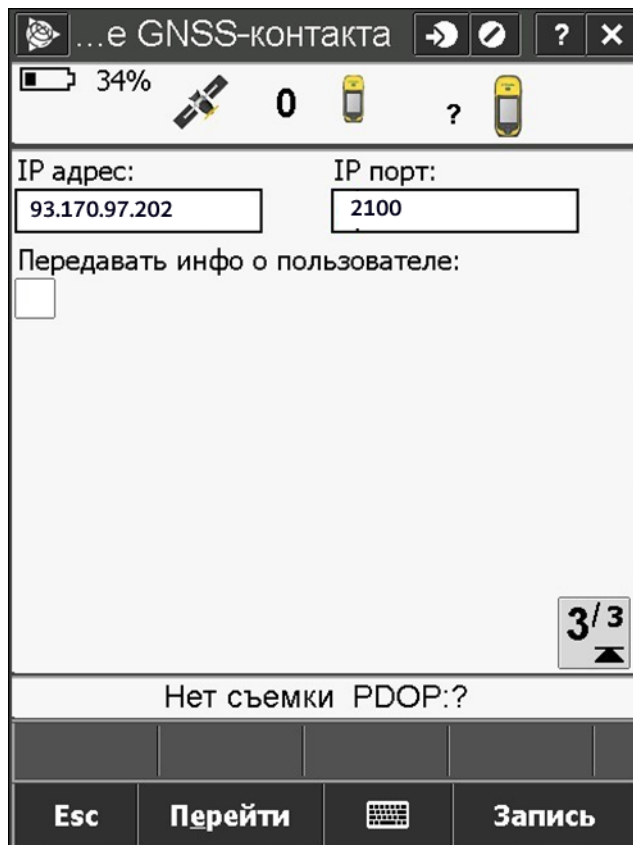 ...е GNSS-контакта ? ×
34% 0 ?
IP адрес: IP порт:
93.170.97.202 2100
Передавать инфо о пользователе:
3/3
Нет съемки PDOP:?
Esc Перейти Запись